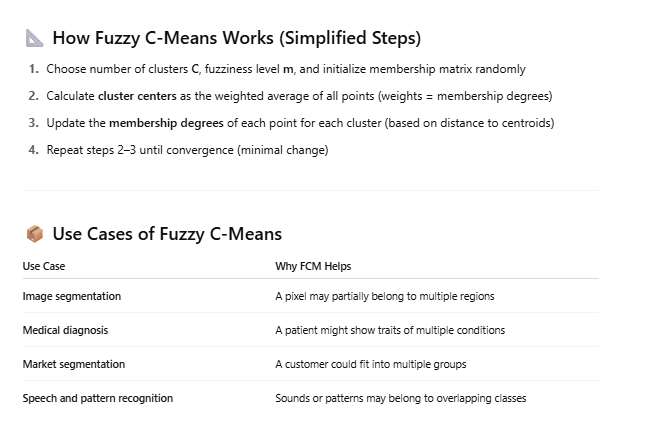 How Fuzzy C-Means Works (Simplified Steps)
1. Choose number of clusters C, fuzziness level m, and initialize membership matrix randomly
2. Calculate cluster centers as the weighted average of all points (weights = membership degrees)
3. Update the membership degrees of each point for each cluster (based on distance to centroids)
4. Repeat steps 2–3 until convergence (minimal change)
Use Cases of Fuzzy C-Means
Use Case Why FCM Helps
Image segmentation A pixel may partially belong to multiple regions
Medical diagnosis A patient might show traits of multiple conditions
Market segmentation A customer could fit into multiple groups
Speech and pattern recognition Sounds or patterns may belong to overlapping classes